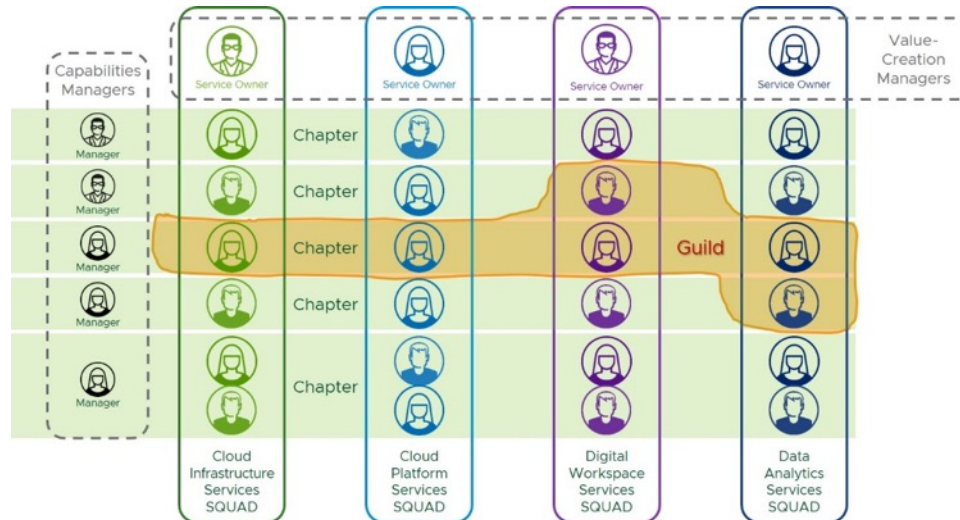 Value-
Creation
Managers
Capabilities
Managers
Service Owner
Service Owner
Service Owner
Service Owner
Manager
Chapter
Manager
Chapter
Manager
Chapter
Guild
Manager
Chapter
Manager
Chapter
Cloud
Infrastructure
Services
SQUAD
Cloud
Platform
Services
SQUAD
Digital
Workspace
Services
SQUAD
Data
Analytics
Services
SQUAD